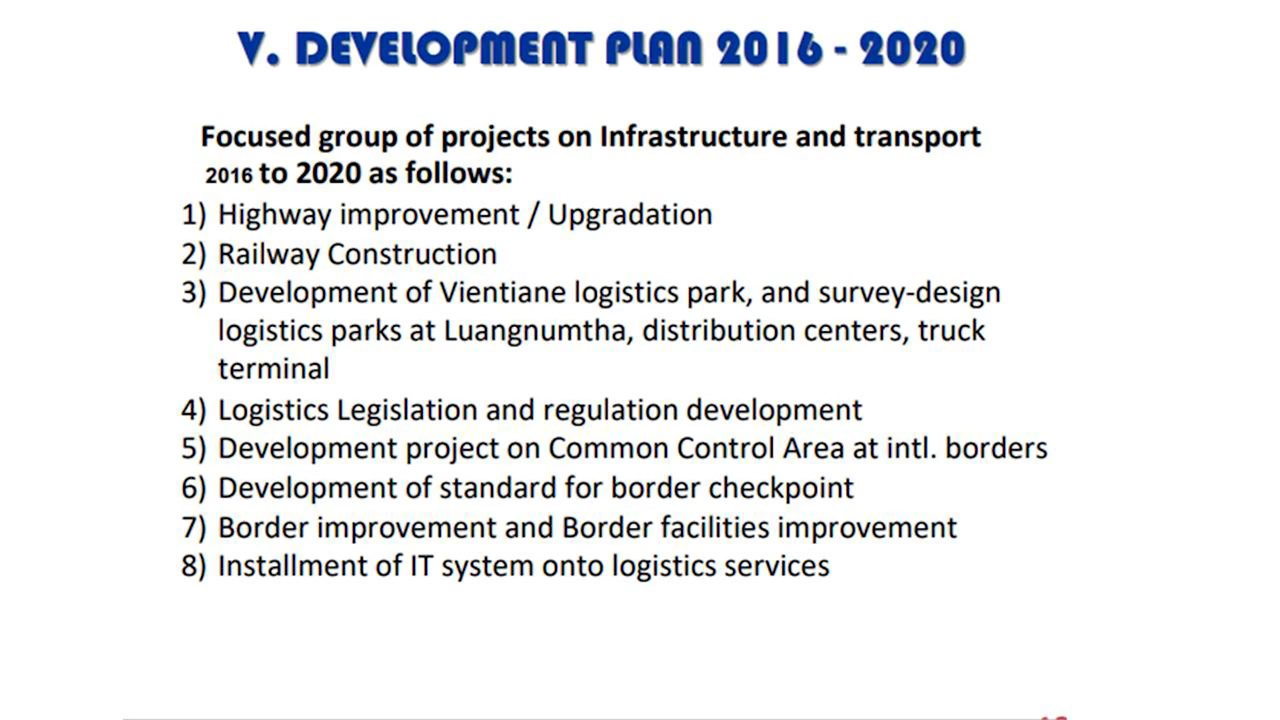 V. DEVELOPMENT PLAN 2016 - 2020
Focused group of projects on Infrastructure and transport
2016 to 2020 as follows:
1) Highway improvement / Upgradation
2) Railway Construction
3) Development of Vientiane logistics park, and survey-design
logistics parks at Luangnumtha, distribution centers, truck
terminal
4) Logistics Legislation and regulation development
5) Development project on Common Control Area at intl. borders
6) Development of standard for border checkpoint
7) Border improvement and Border facilities improvement
8) Installment of IT system onto logistics services